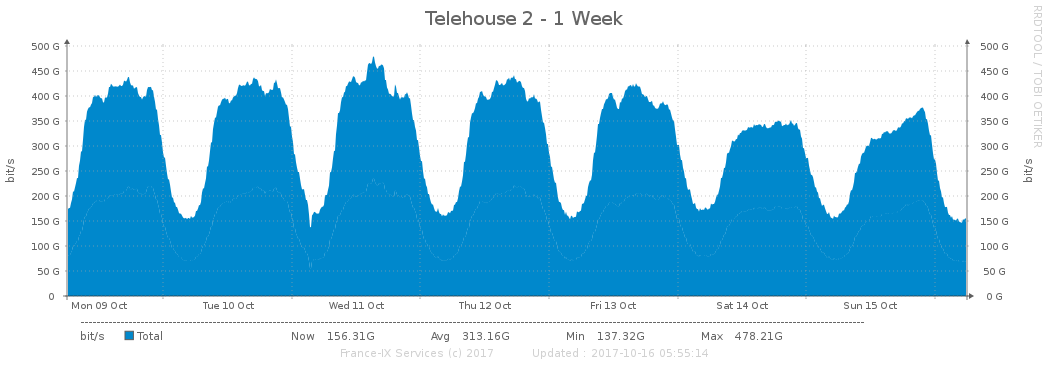 Telehouse 2 - 1 Week
RRDTOOL / TOBI OETIKER
500 G 500 G
450 G 450 G
400 G 400 G
350 G 350 G
300 G 300 G
250 G 250 G
200 G 200 G
150 G 150 G
100 G 100 G
50 G 50 G
0 0 G
bit/s bit/s
Mon 09 Oct Tue 10 Oct Wed 11 Oct Thu 12 Oct Fri 13 Oct Sat 14 Oct Sun 15 Oct
bit/s Total Now 156.31G Avg 313.16G Min 137.32G Max 478.21G
France-IX Services (c) 2017 Updated : 2017-10-16 05:55:14